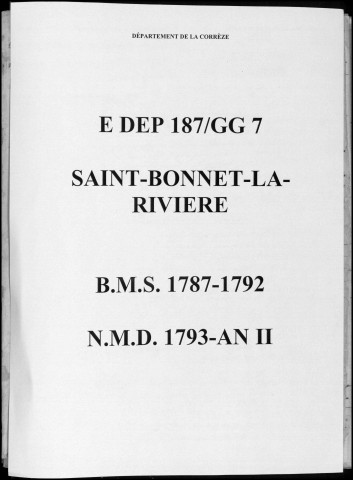 DÉPARTEMENT DE LA CORRÈZE
E DEP 187/GG 7
SAINT-BONNET-LA-
RIVIERE
B.M.S. 1787-1792
N.M.D. 1793-AN II